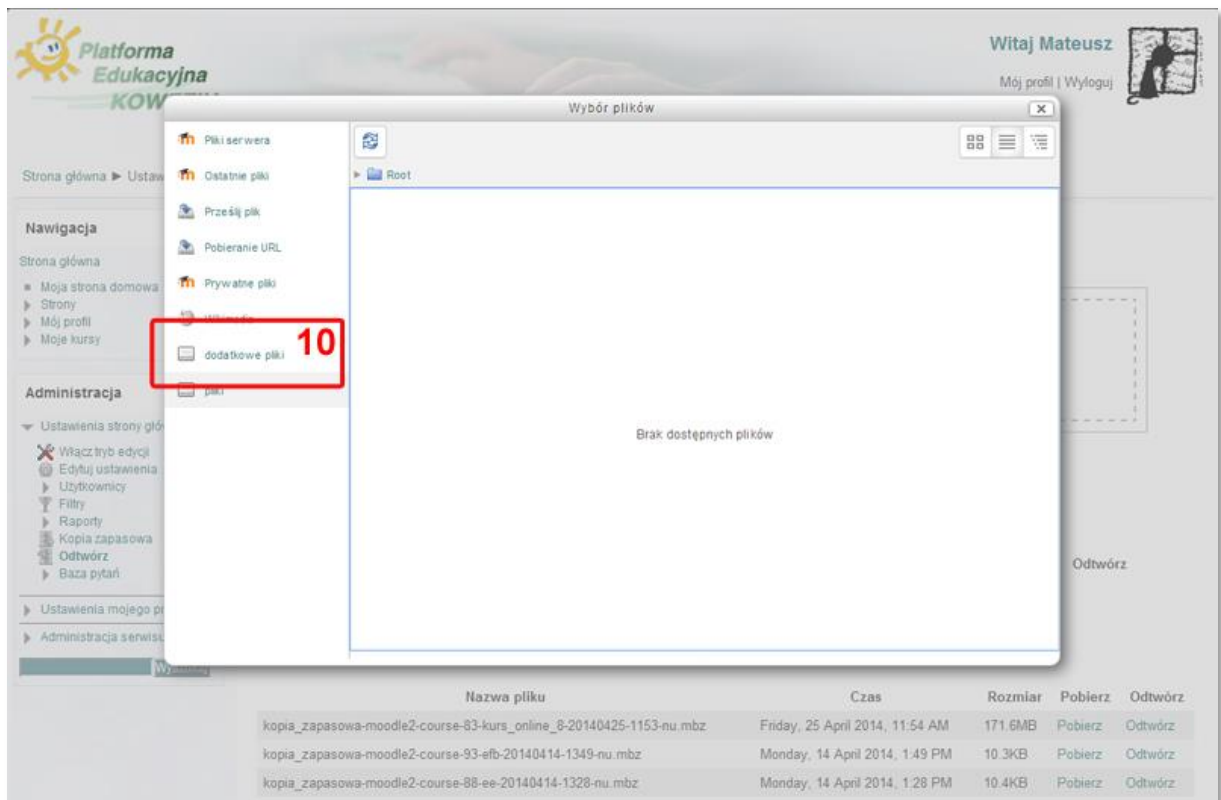 Platforma
Edukacyjna
Witaj Mateusz
Mój profil | Wyloguj
Wybór plików
Strona główna ► Ustaw
Nawigacja
Strona główna
Moja strona domowa
Strony
Mój profil
Moje kursy
Administracja
Ustawienia strony głó
Włącz tryb edycji
Edytuj ustawienia
Użytkownicy
Filtry
Raporty
Kopia zapasowa
Odtwórz
Baza pytań
Ustawienia mojego pr
Administracja serwisu
Pliki serwera
Ostatnie pliki
Prześlij plik
Pobieranie URL
Prywatne pliki
Wikimedia
dodatkowe pliki
10
pliki
Root
Brak dostępnych plików
Odtwórz
Nazwa pliku Czas Rozmiar Pobierz Odtwórz
kopia_zapasowa-moodle2-course-83-kurs_online_8-20140425-1153-nu.mbz Friday, 25 April 2014, 11:54 AM 171.6MB Pobierz Odtwórz
kopia_zapasowa-moodle2-course-93-efb-20140414-1349-nu.mbz Monday, 14 April 2014, 1:49 PM 10.3KB Pobierz Odtwórz
kopia_zapasowa-moodle2-course-88-ee-20140414-1328-nu.mbz Monday, 14 April 2014, 1:28 PM 10.4KB Pobierz Odtwórz